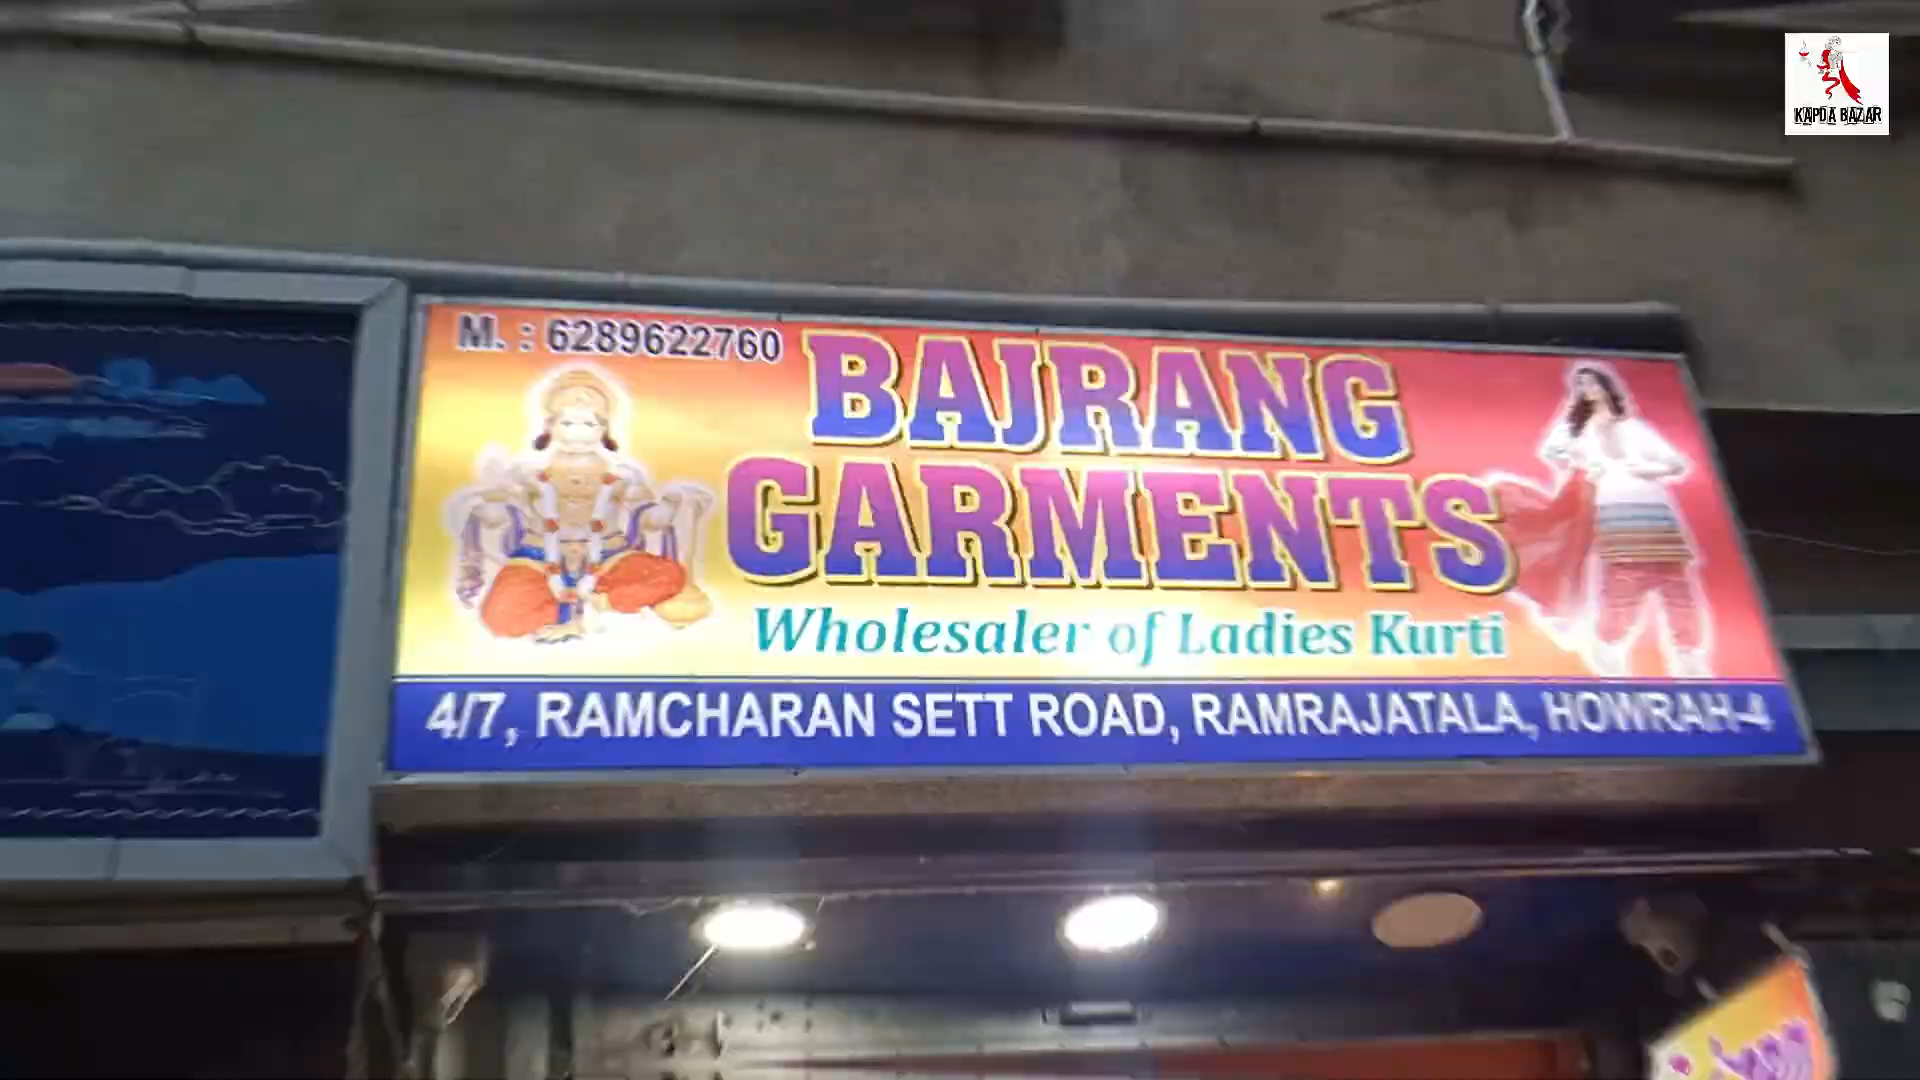 KAPDA BAZAR
M. : 6289622760
BAJRANG
GARMENTS
Wholesaler of Ladies Kurti
4/7, RAMCHARAN SETT ROAD, RAMRAJATALA, HOWRAH-4